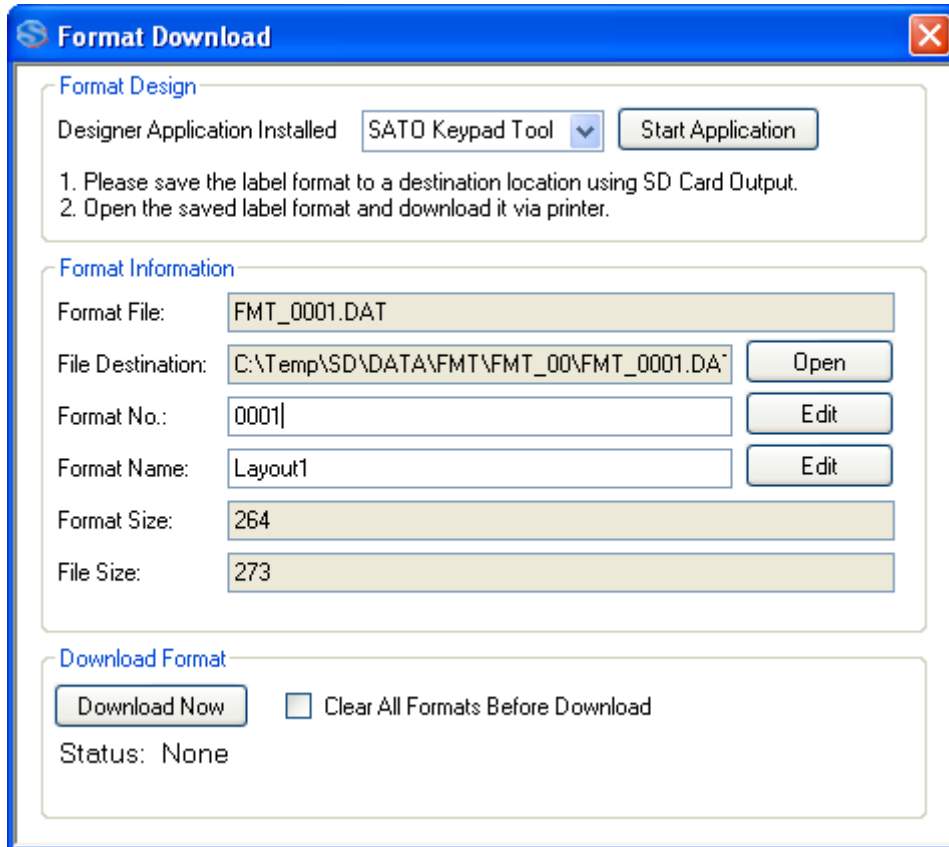 Format Download
Format Design
Designer Application Installed SATO Keypad Tool Start Application
1. Please save the label format to a destination location using SD Card Output.
2. Open the saved label format and download it via printer.
Format Information
Format File: FMT_0001.DAT
File Destination: C:\Temp\SD\DATA\FMT\FMT_00\FMT_0001.DAT Open
Format No.: 0001 Edit
Format Name: Layout1 Edit
Format Size: 264
File Size: 273
Download Format
Download Now Clear All Formats Before Download
Status: None